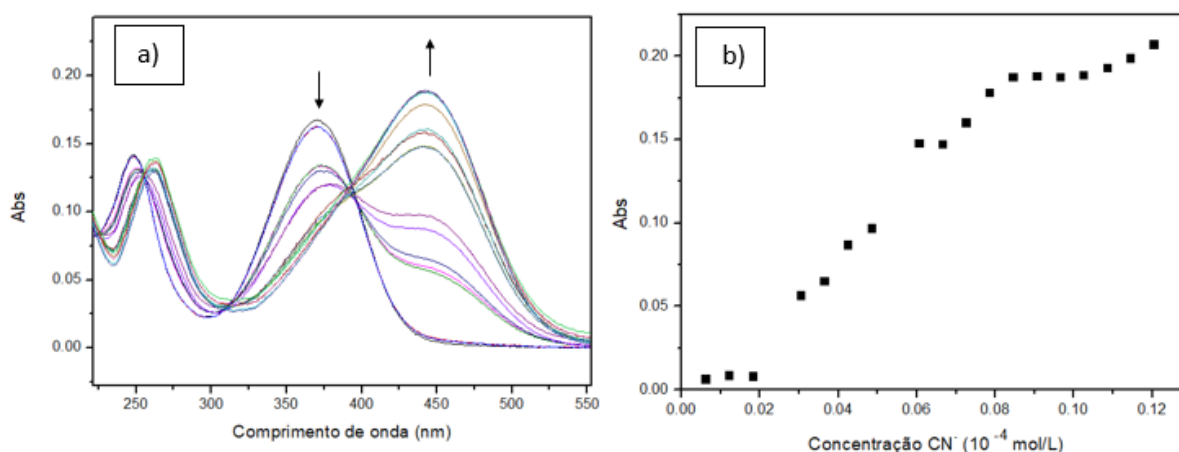 a)
0.20
0.15
0.10
0.05
0.00
Abs
250 300 350 400 450 500 550
Comprimento de onda (nm)
b)
0.20
0.15
0.10
0.05
0.00
Abs
0.00 0.02 0.04 0.06 0.08 0.10 0.12
Concentração CN⁻ (10⁻⁴ mol/L)